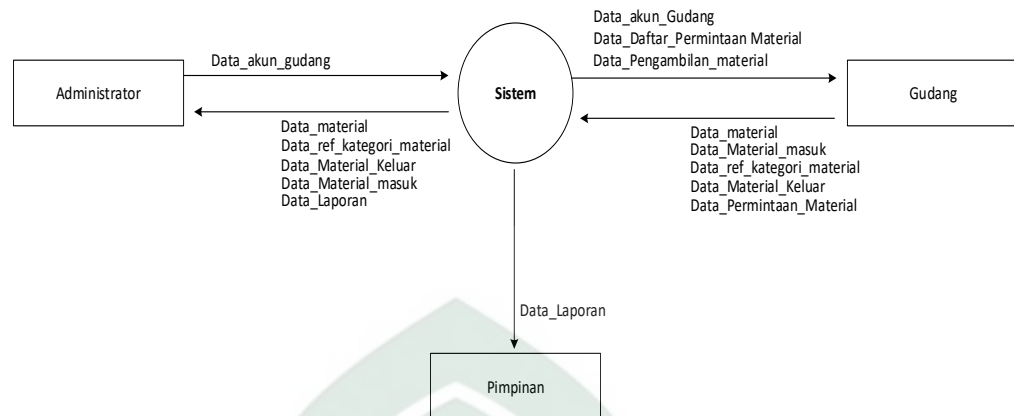 Data_akun_Gudang
Data_Daftar_Permintaan Material
Data_Pengambilan_material
Data_akun_gudang
Administrator
Sistem
Gudang
Data_material
Data_ref_kategori_material
Data_Material_Keluar
Data_Material_masuk
Data_Laporan
Data_material
Data_Material_masuk
Data_ref_kategori_material
Data_Material_Keluar
Data_Permintaan_Material
Data_Laporan
Pimpinan